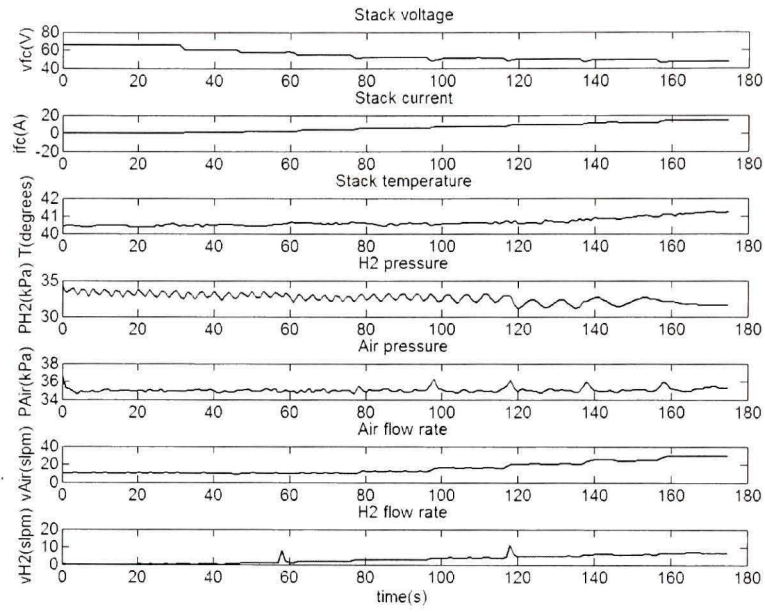 Stack voltage
vfc(V)
80
60
40
0 20 40 60 80 100 120 140 160 180
Stack current
ifc(A)
20
0
-20
0 20 40 60 80 100 120 140 160 180
Stack temperature
T(degrees)
42
41
40
0 20 40 60 80 100 120 140 160 180
H2 pressure
PH2(kPa)
35
30
0 20 40 60 80 100 120 140 160 180
Air pressure
PAir(kPa)
38
36
34
0 20 40 60 80 100 120 140 160 180
Air flow rate
vAir(slpm)
40
20
0
0 20 40 60 80 100 120 140 160 180
H2 flow rate
vH2(slpm)
20
10
0
0 20 40 60 80 100 120 140 160 180
time(s)